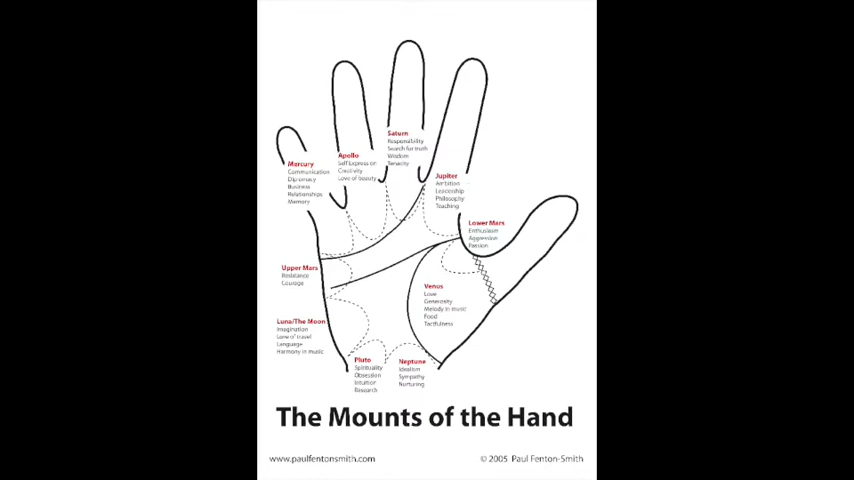 Saturn
Responsibility
Search for truth
Wisdom
Tenacity
Apollo
Self Express on
Creativity
Love of beauty
Mercury
Communication
Diplomacy
Business
Relationships
Memory
Jupiter
Ambition
Leadership
Philosophy
Teaching
Lower Mars
Enthusiasm
Aggression
Passion
Upper Mars
Resistance
Courage
Venus
Love
Generosity
Melody in music
Food
Tactfulness
Luna/The Moon
Imagination
Love of travel
Language
Harmony in music
Pluto
Spirituality
Obsession
Intuition
Research
Neptune
Idealism
Sympathy
Nurturing
The Mounts of the Hand
www.paulfentonsmith.com
© 2005 Paul Fenton-Smith